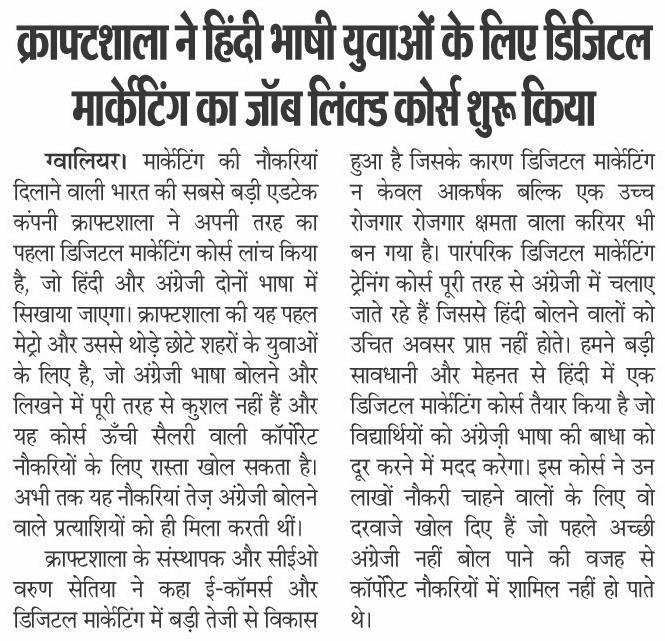 क्राफ्टशाला ने हिंदी भाषी युवाओं के लिए डिजिटल
मार्केटिंग का जॉब लिंक्ड कोर्स शुरू किया
ग्वालियर। मार्केटिंग की नौकरियां
दिलाने वाली भारत की सबसे बड़ी एडटेक
कंपनी क्राफ्टशाला ने अपनी तरह का
पहला डिजिटल मार्केटिंग कोर्स लांच किया
है, जो हिंदी और अंग्रेजी दोनों भाषा में
सिखाया जाएगा। क्राफ्टशाला की यह पहल
मेट्रो और उससे थोड़े छोटे शहरों के युवाओं
के लिए है, जो अंग्रेजी भाषा बोलने और
लिखने में पूरी तरह से कुशल नहीं हैं और
यह कोर्स ऊँची सैलरी वाली कॉर्पोरेट
नौकरियों के लिए रास्ता खोल सकता है।
अभी तक यह नौकरियां तेज़ अंग्रेजी बोलने
वाले प्रत्याशियों को ही मिला करती थीं।
क्राफ्टशाला के संस्थापक और सीईओ
वरुण सेतिया ने कहा ई-कॉमर्स और
डिजिटल मार्केटिंग में बड़ी तेजी से विकास
हुआ है जिसके कारण डिजिटल मार्केटिंग
न केवल आकर्षक बल्कि एक उच्च
रोजगार रोजगार क्षमता वाला करियर भी
बन गया है। पारंपरिक डिजिटल मार्केटिंग
ट्रेनिंग कोर्स पूरी तरह से अंग्रेजी में चलाए
जाते रहे हैं जिससे हिंदी बोलने वालों को
उचित अवसर प्राप्त नहीं होते। हमने बड़ी
सावधानी और मेहनत से हिंदी में एक
डिजिटल मार्केटिंग कोर्स तैयार किया है जो
विद्यार्थियों को अंग्रेज़ी भाषा की बाधा को
दूर करने में मदद करेगा। इस कोर्स ने उन
लाखों नौकरी चाहने वालों के लिए वो
दरवाजे खोल दिए हैं जो पहले अच्छी
अंग्रेजी नहीं बोल पाने की वजह से
कॉर्पोरेट नौकरियों में शामिल नहीं हो पाते
थे।